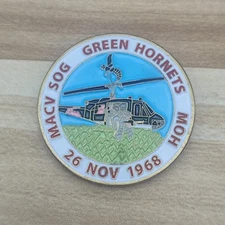 MACV SOG GREEN HORNETS MOH
26 NOV 1968